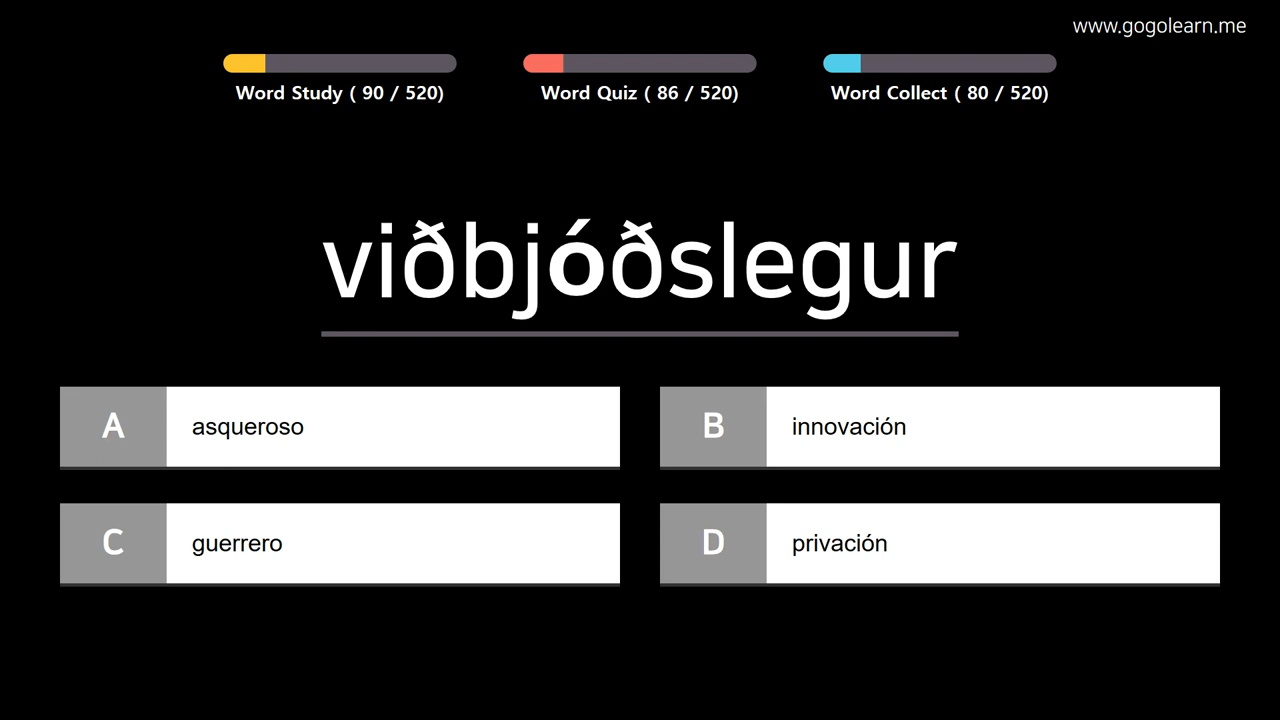 www.gogolearn.me
Word Study ( 90 / 520)
Word Quiz ( 86 / 520)
Word Collect ( 80 / 520)
viðbjóðslegur
A asqueroso
B innovación
C guerrero
D privación